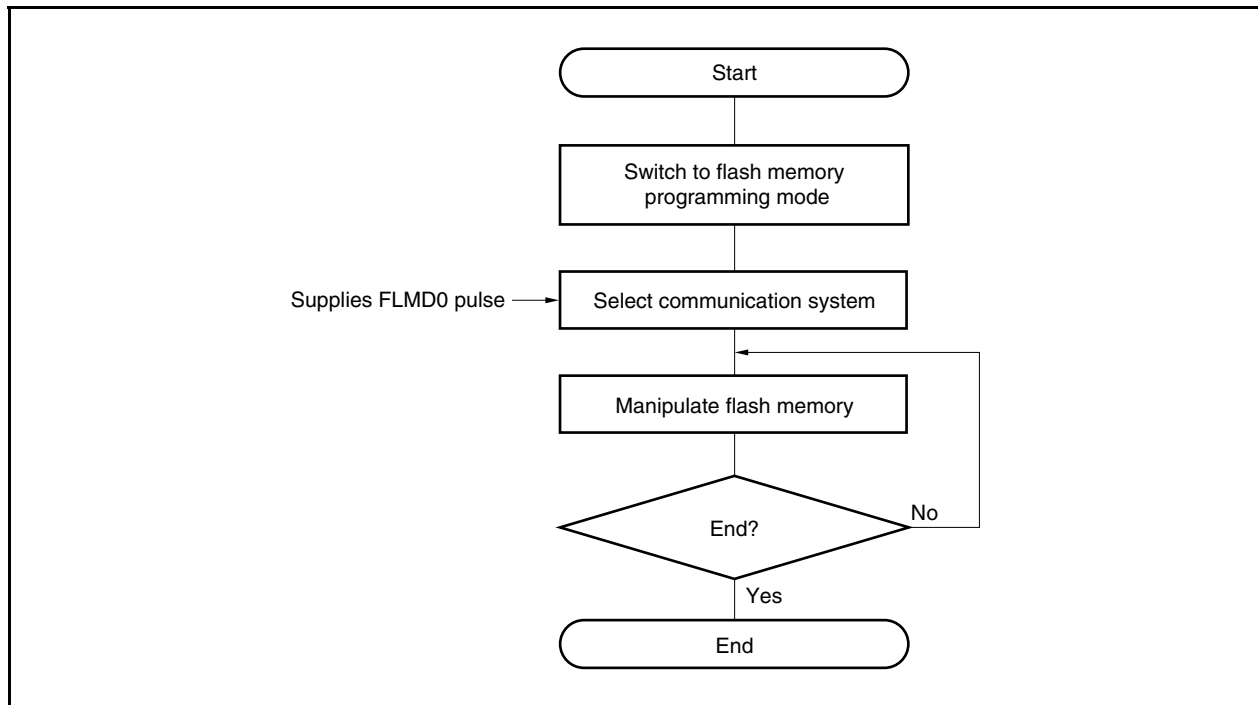 Start
Switch to flash memory
programming mode
Supplies FLMD0 pulse
Select communication system
Manipulate flash memory
No
End?
Yes
End